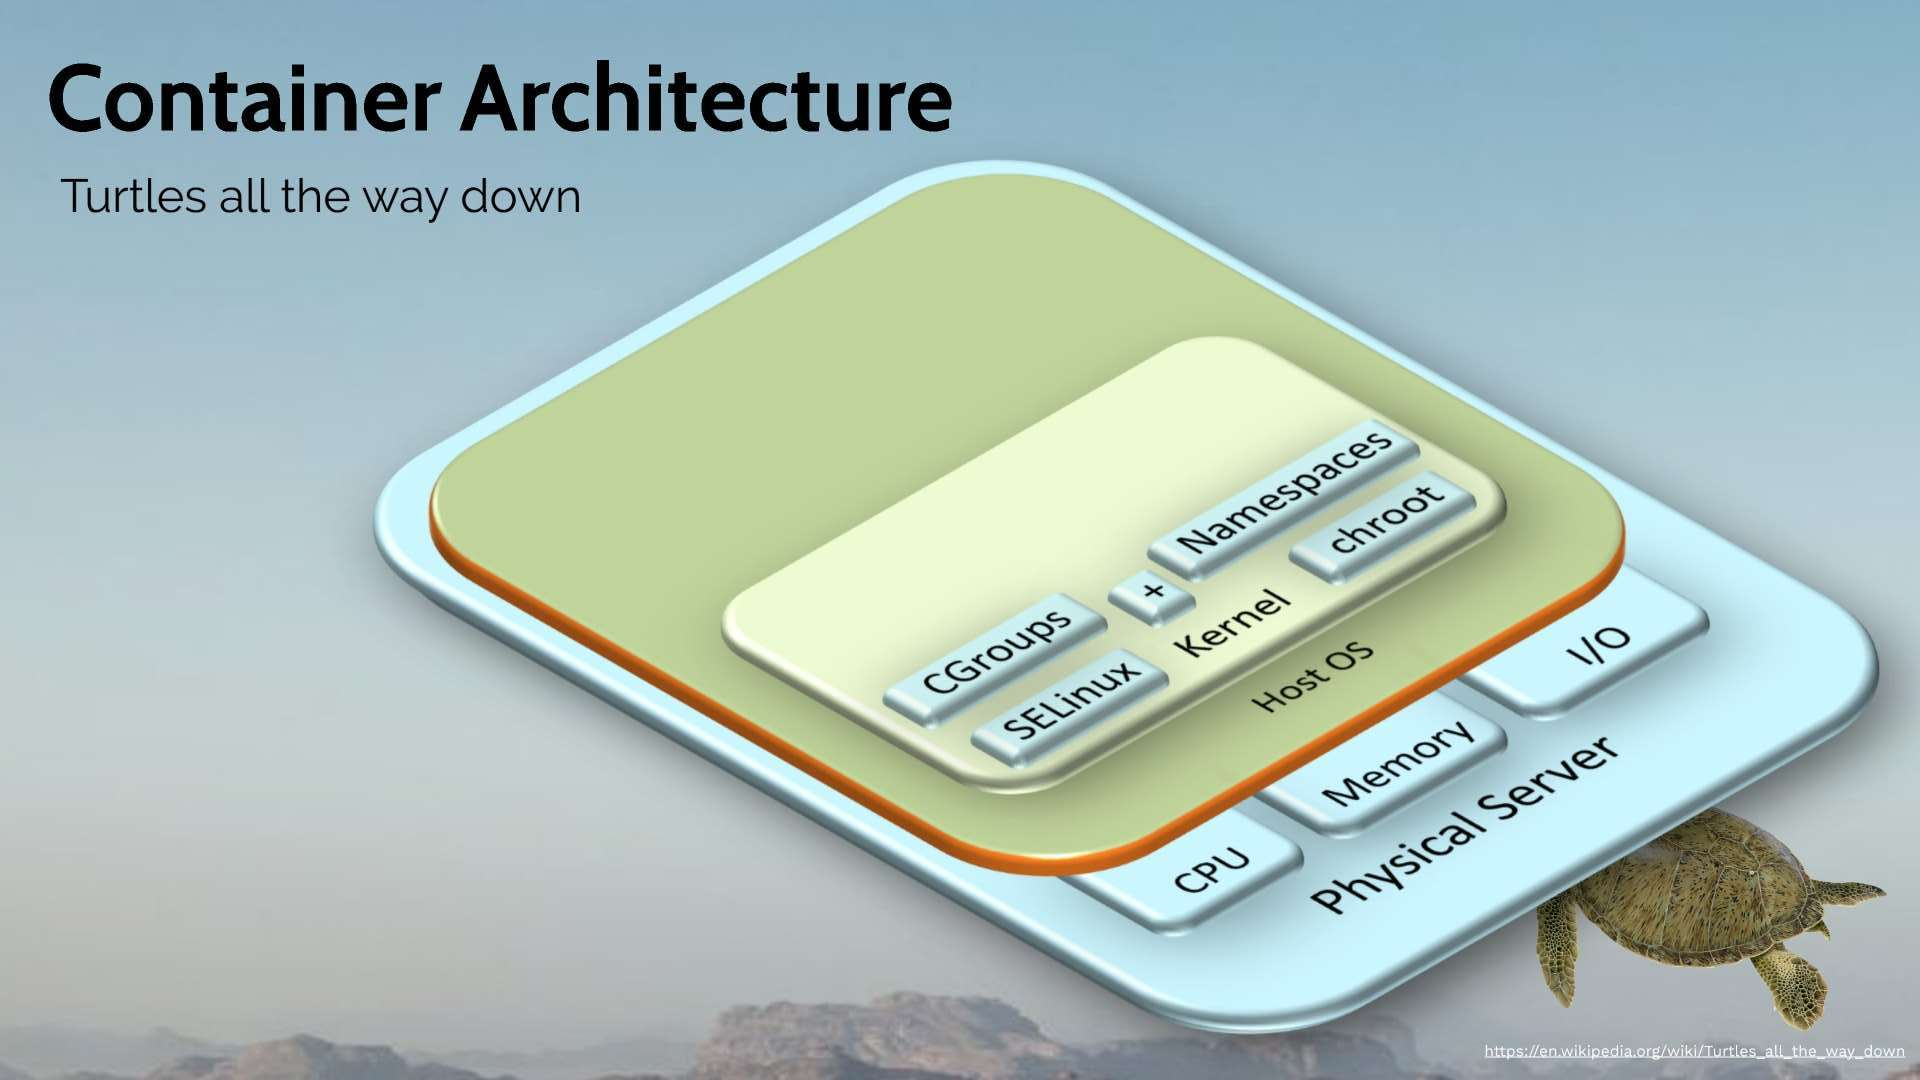 Container Architecture
Turtles all the way down
Namespaces
chroot
+
CGroups
SELinux
Kernel
Host OS
I/O
Memory
CPU
Physical Server
https://en.wikipedia.org/wiki/Turtles_all_the_way_down